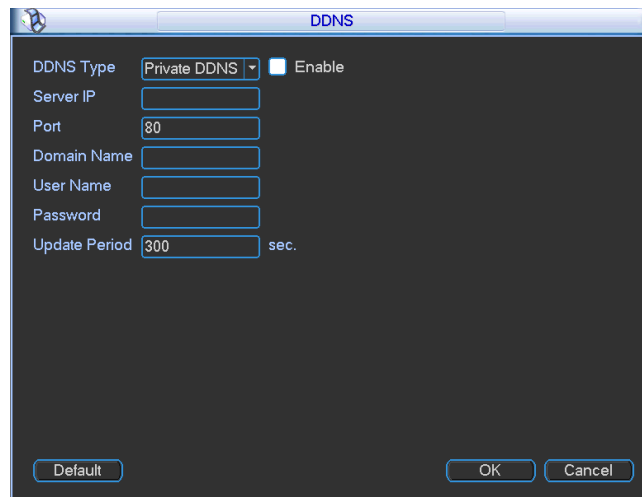 DDNS
DDNS Type Private DDNS Enable
Server IP
Port 80
Domain Name
User Name
Password
Update Period 300 sec.
Default OK Cancel